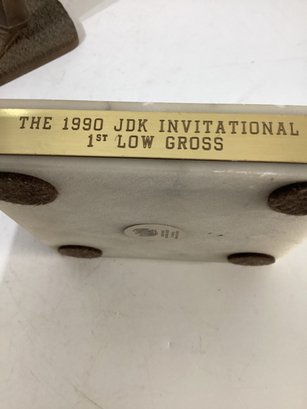 THE 1990 JDK INVITATIONAL
1ST LOW GROSS